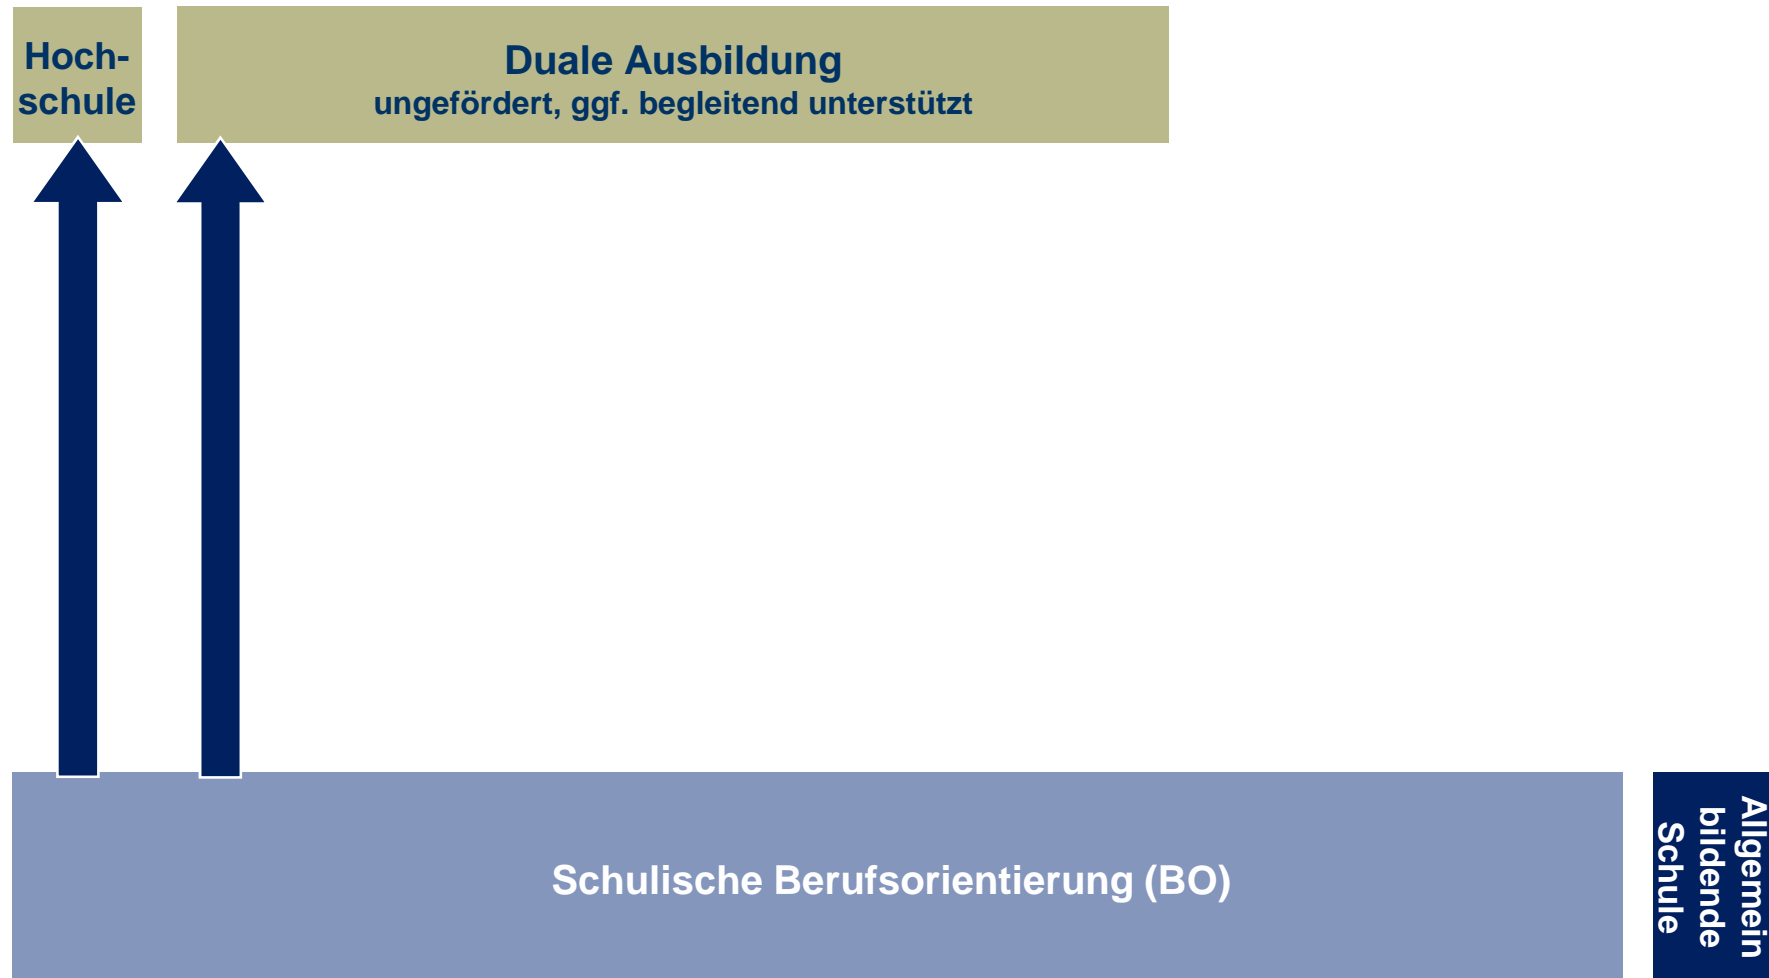 Hoch-
schule
Duale Ausbildung
ungefördert, ggf. begleitend unterstützt
Schulische Berufsorientierung (BO)
Allgemein
bildende
Schule